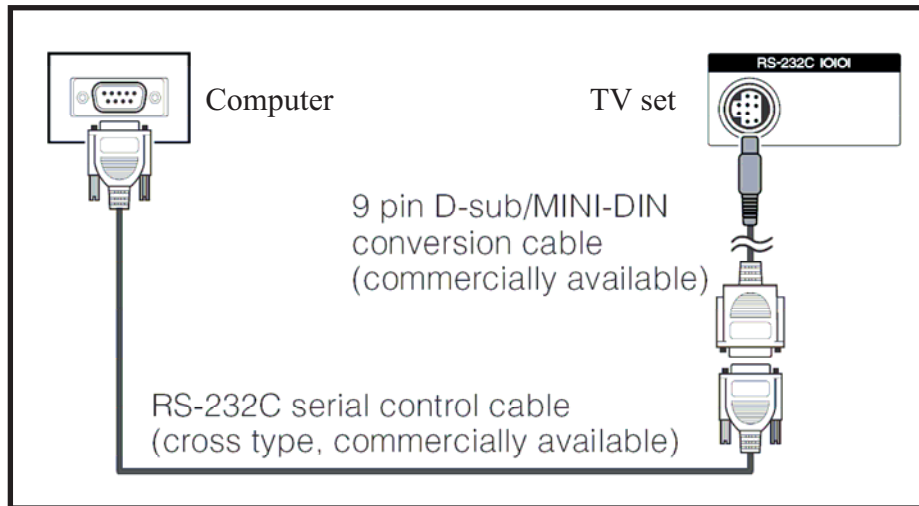 RS-232C IOIOI
Computer
TV set
9 pin D-sub/MINI-DIN
conversion cable
(commercially available)
RS-232C serial control cable
(cross type, commercially available)